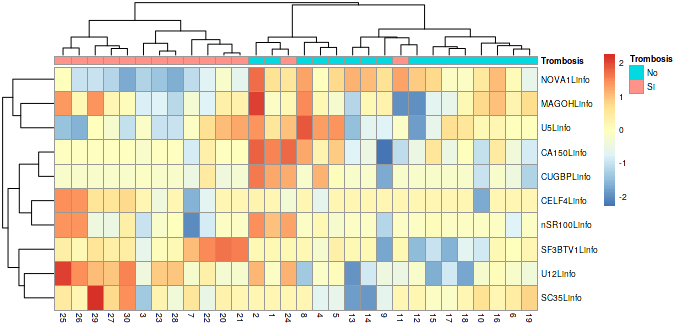 Trombosis
Trombosis
No
SI
2
1
0
-1
-2
NOVA1Linfo
MAGOHLinfo
U5Linfo
CA150Linfo
CUGBPLinfo
CELF4Linfo
nSR100Linfo
SF3BTV1Linfo
U12Linfo
SC35Linfo
25 26 29 27 30 3 23 28 7 22 20 21 2 1 24 8 4 5 13 14 9 11 12 15 17 18 10 16 6 19